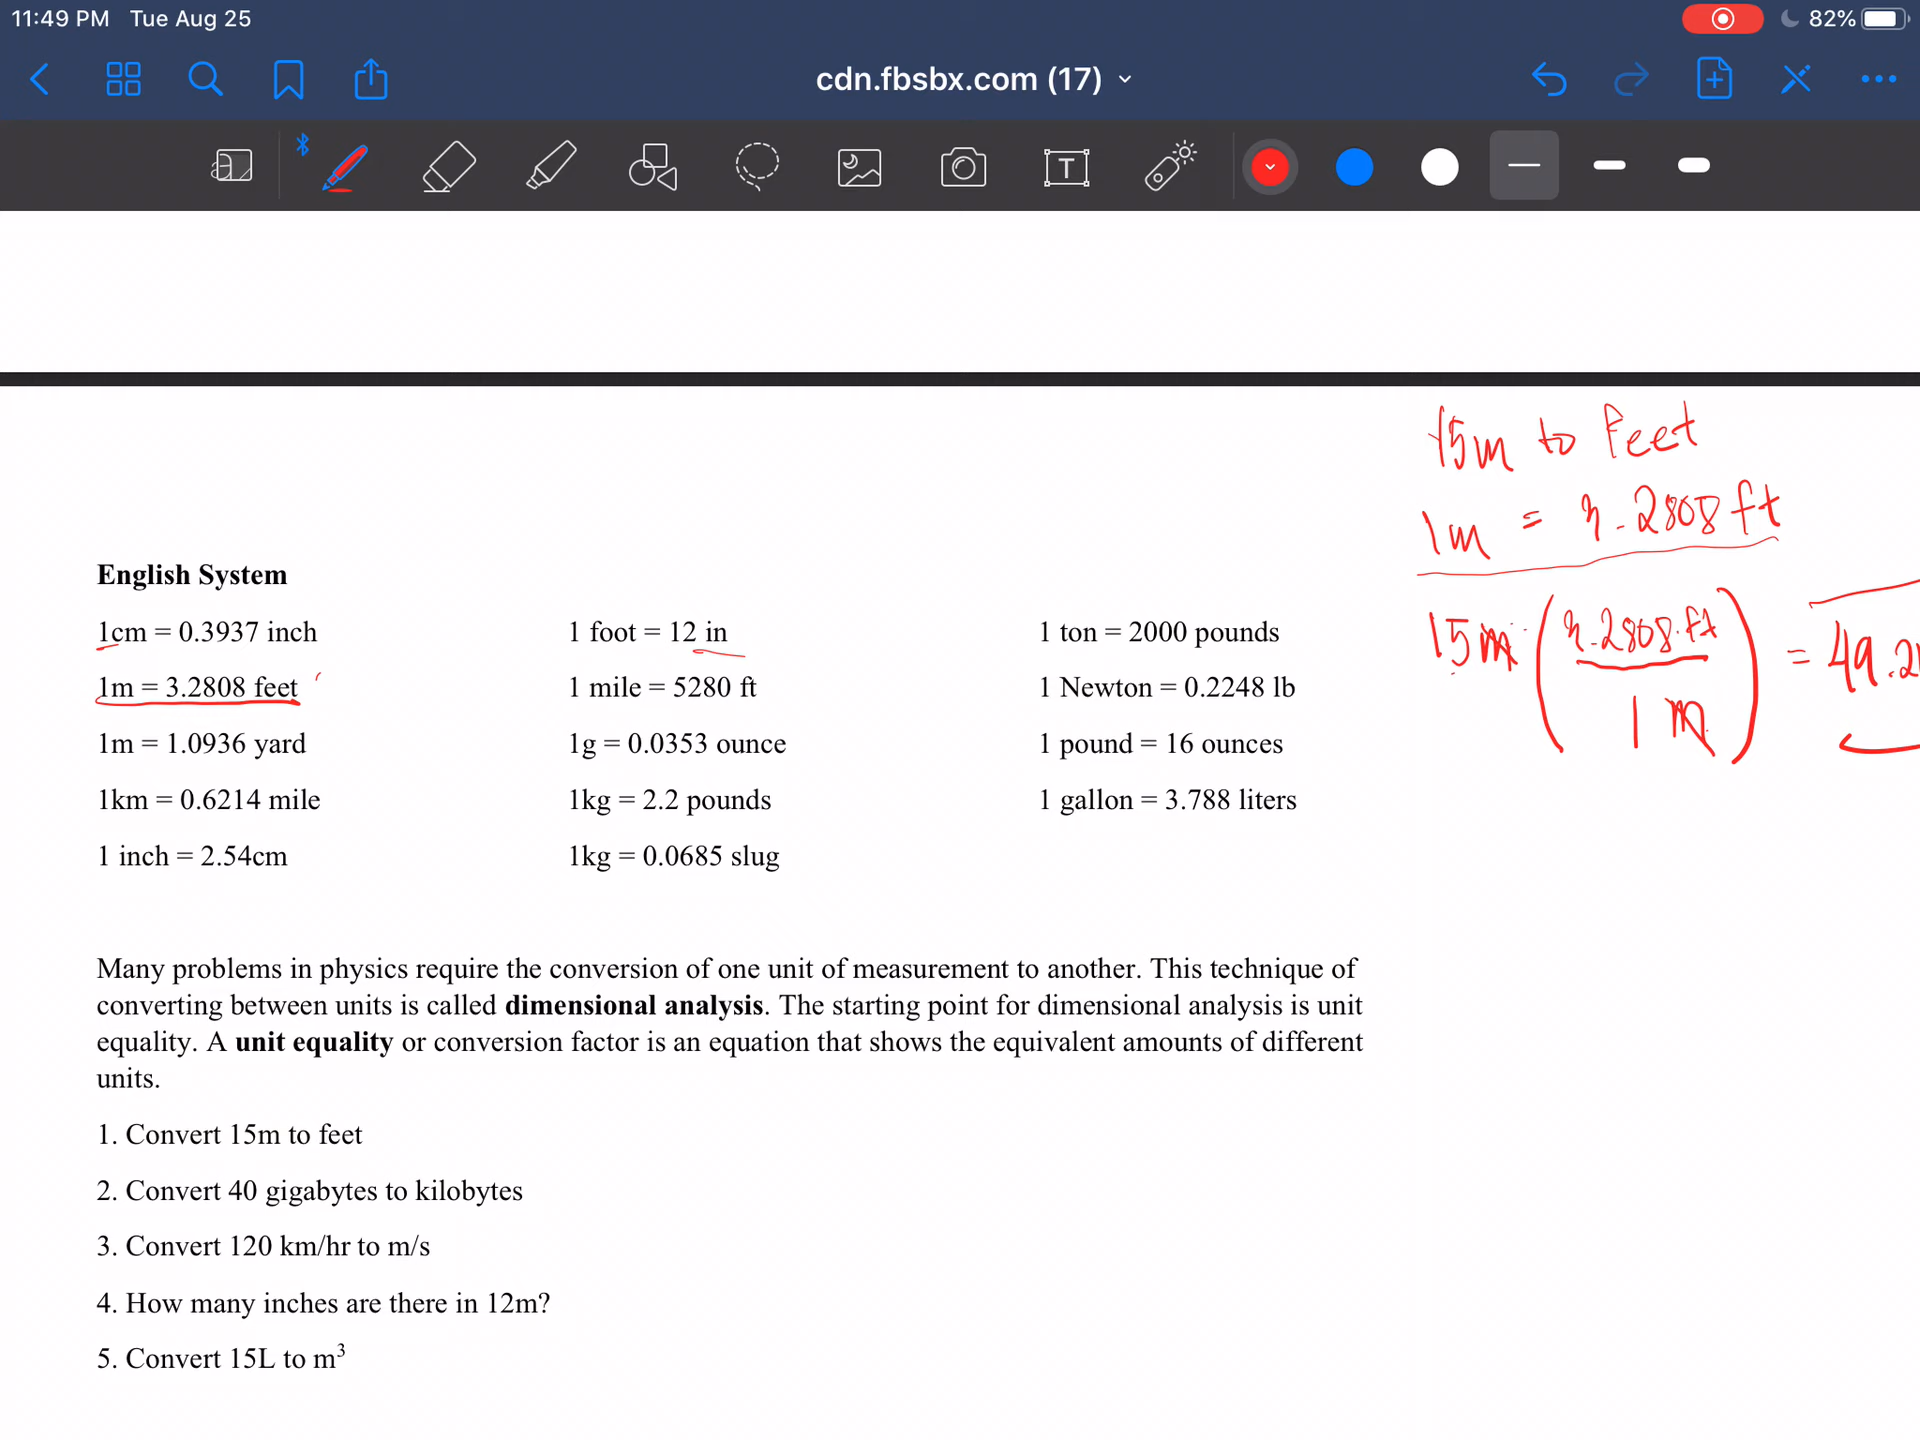 11:49 PM Tue Aug 25
82%
cdn.fbsbx.com (17)
T
15m to feet
1m = 3.2808 ft
15m (3.2808 ft / 1 m) = 49.2
English System
1cm = 0.3937 inch
1m = 3.2808 feet
1m = 1.0936 yard
1km = 0.6214 mile
1 inch = 2.54cm
1 foot = 12 in
1 mile = 5280 ft
1g = 0.0353 ounce
1kg = 2.2 pounds
1kg = 0.0685 slug
1 ton = 2000 pounds
1 Newton = 0.2248 lb
1 pound = 16 ounces
1 gallon = 3.788 liters
Many problems in physics require the conversion of one unit of measurement to another. This technique of
converting between units is called dimensional analysis. The starting point for dimensional analysis is unit
equality. A unit equality or conversion factor is an equation that shows the equivalent amounts of different
units.
1. Convert 15m to feet
2. Convert 40 gigabytes to kilobytes
3. Convert 120 km/hr to m/s
4. How many inches are there in 12m?
5. Convert 15L to m³